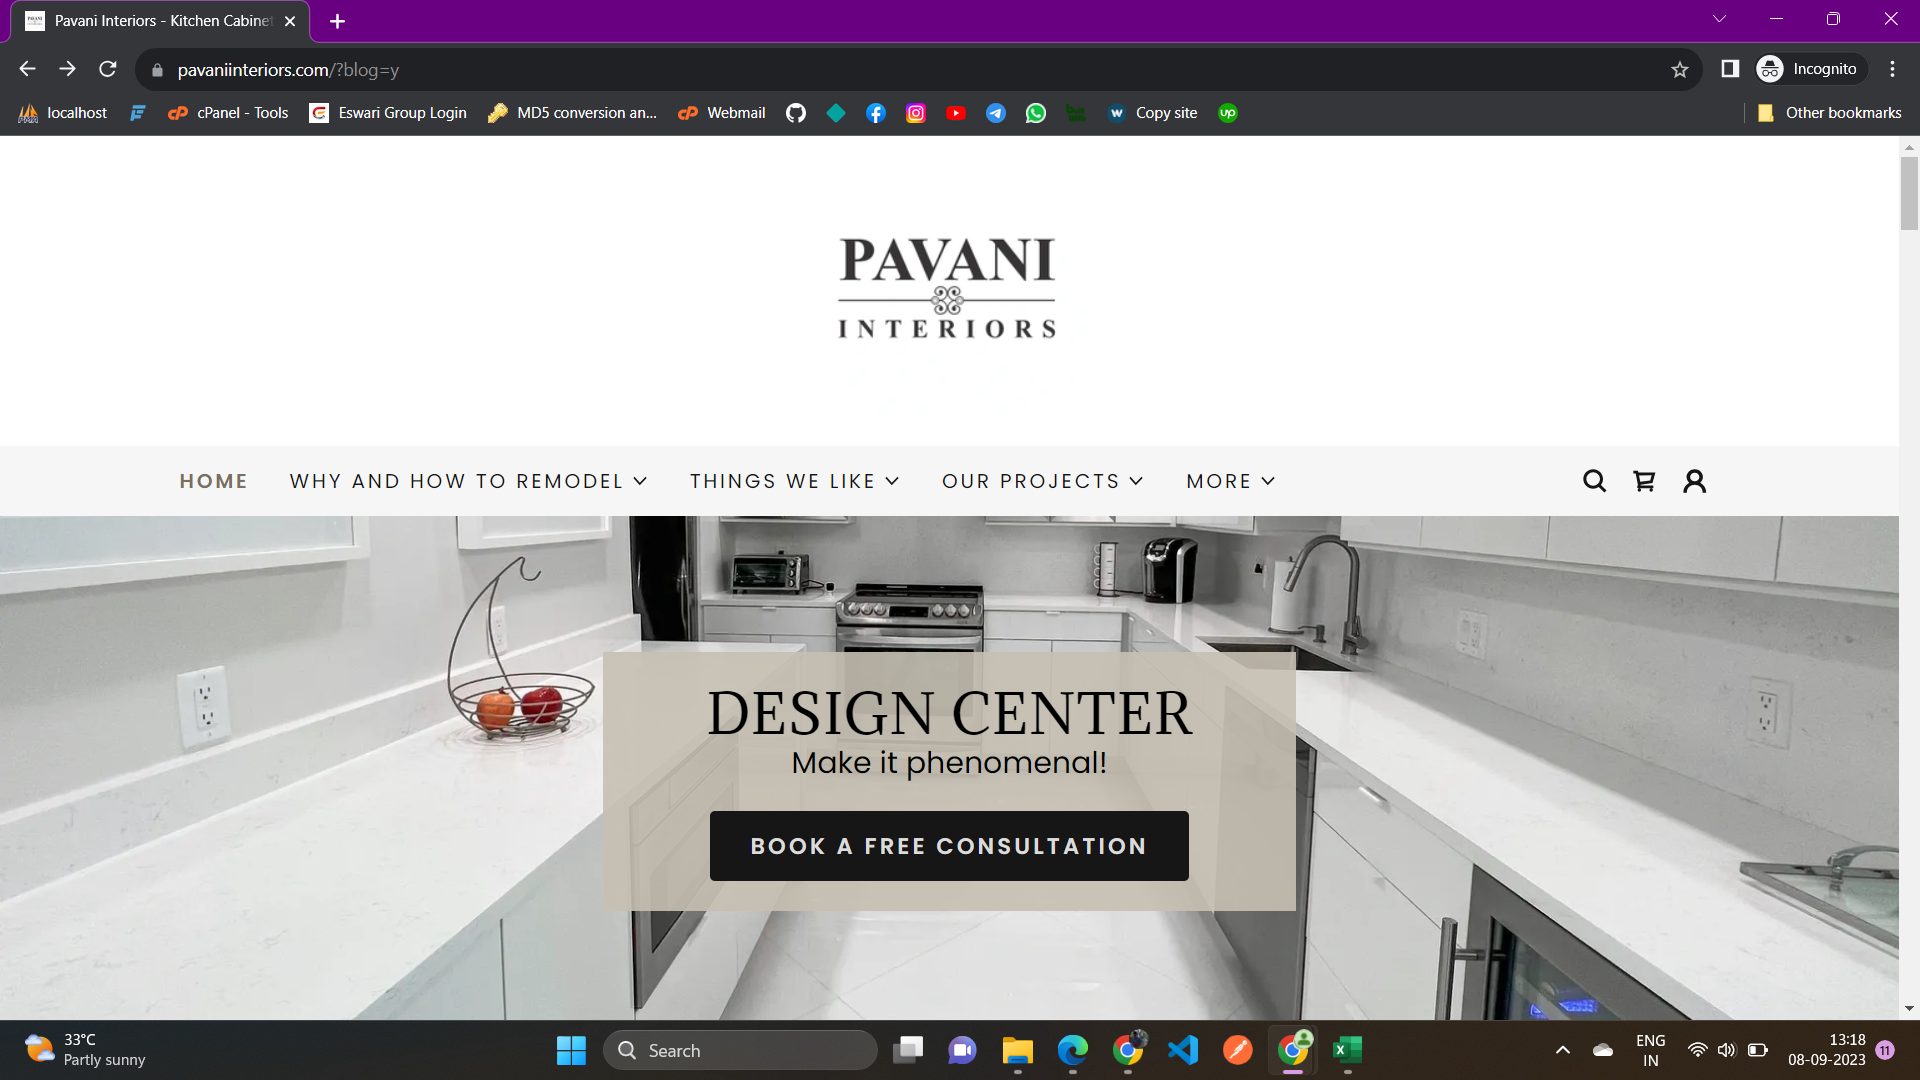 Pavani Interiors - Kitchen Cabinet
pavaniinteriors.com/?blog=y
Incognito
localhost
cPanel - Tools
Eswari Group Login
MD5 conversion an...
Webmail
Copy site
up
Other bookmarks
PAVANI
INTERIORS
HOME
WHY AND HOW TO REMODEL
THINGS WE LIKE
OUR PROJECTS
MORE
DESIGN CENTER
Make it phenomenal!
BOOK A FREE CONSULTATION
33°C
Partly sunny
Search
ENG
IN
13:18
08-09-2023
11